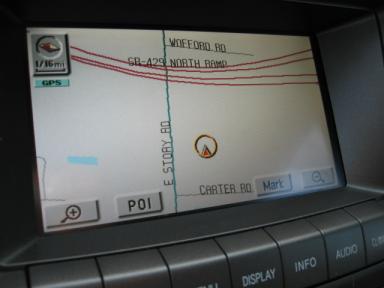 WOFFORD RD
SR-429 NORTH RAMP
1/16mi
GPS
E STORY RD
CARTER RD
Mark
POI
DISPLAY
INFO
AUDIO